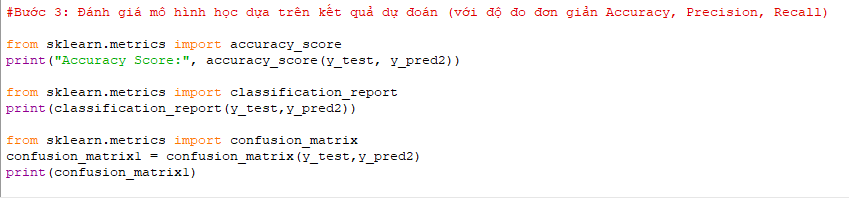 #Bước 3: Đánh giá mô hình học dựa trên kết quả dự đoán (với độ đo đơn giản Accuracy, Precision, Recall)
from sklearn.metrics import accuracy_score
print("Accuracy Score:", accuracy_score(y_test, y_pred2))
from sklearn.metrics import classification_report
print(classification_report(y_test,y_pred2))
from sklearn.metrics import confusion_matrix
confusion_matrix1 = confusion_matrix(y_test,y_pred2)
print(confusion_matrix1)